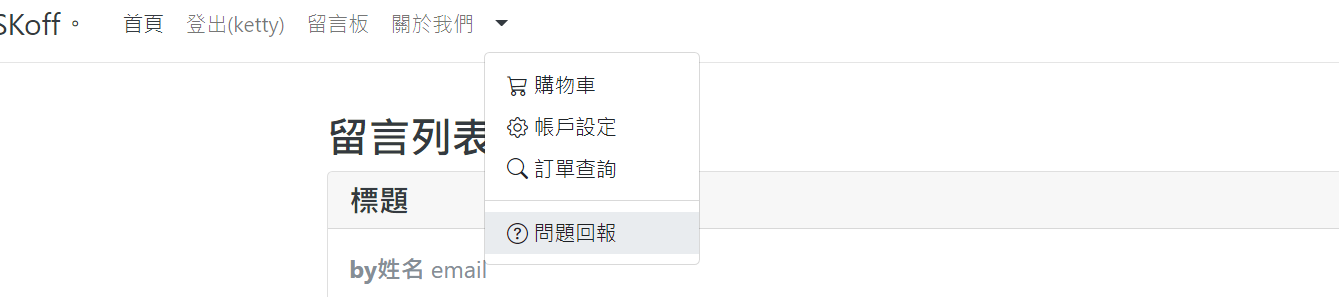 SKoff。 首頁 登出(ketty) 留言板 關於我們
購物車
帳戶設定
訂單查詢
問題回報
留言列表
標題
by姓名 email